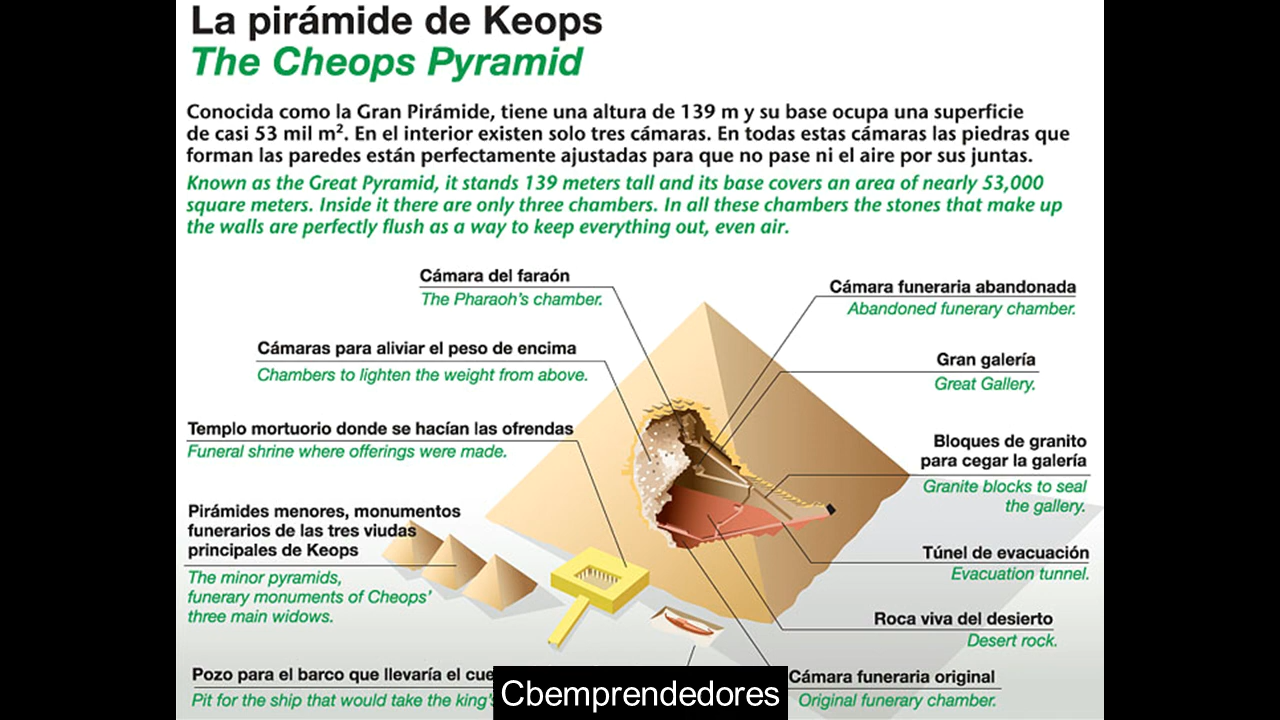 La pirámide de Keops
The Cheops Pyramid
Conocida como la Gran Pirámide, tiene una altura de 139 m y su base ocupa una superficie
de casi 53 mil m². En el interior existen solo tres cámaras. En todas estas cámaras las piedras que
forman las paredes están perfectamente ajustadas para que no pase ni el aire por sus juntas.
Known as the Great Pyramid, it stands 139 meters tall and its base covers an area of nearly 53,000
square meters. Inside it there are only three chambers. In all these chambers the stones that make up
the walls are perfectly flush as a way to keep everything out, even air.
Cámara del faraón
The Pharaoh's chamber.
Cámara funeraria abandonada
Abandoned funerary chamber.
Cámaras para aliviar el peso de encima
Chambers to lighten the weight from above.
Gran galería
Great Gallery.
Templo mortuorio donde se hacían las ofrendas
Funeral shrine where offerings were made.
Bloques de granito
para cegar la galería
Granite blocks to seal
the gallery.
Pirámides menores, monumentos
funerarios de las tres viudas
principales de Keops
The minor pyramids,
funerary monuments of Cheops'
three main widows.
Túnel de evacuación
Evacuation tunnel.
Roca viva del desierto
Desert rock.
Pozo para el barco que llevaría el
Pit for the ship that would take the king's
Cámara funeraria original
Original funerary chamber.
Cbemprendedores